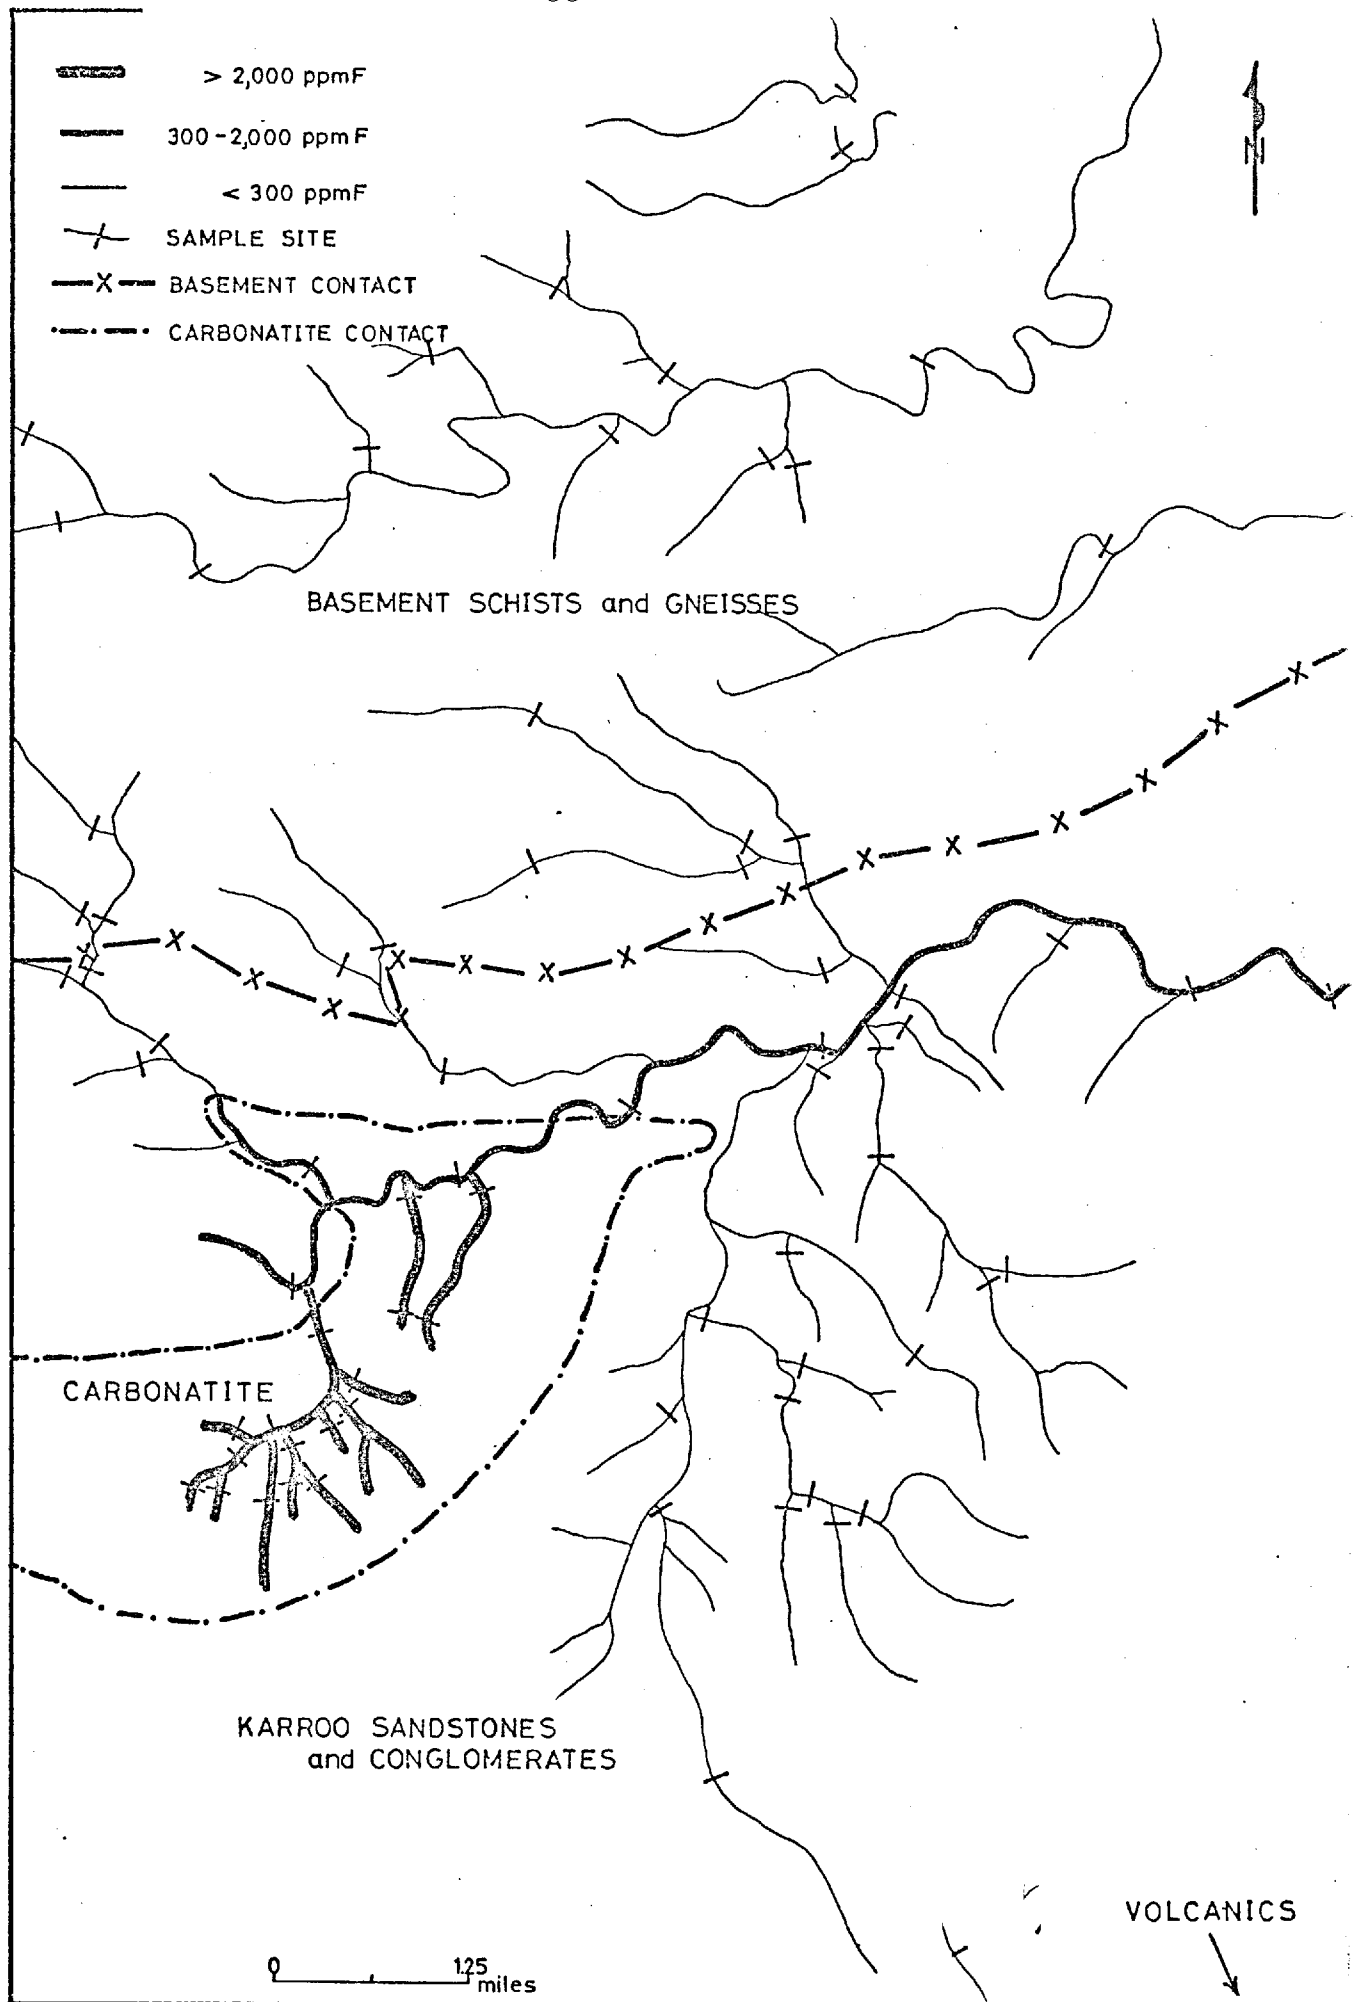 > 2,000 ppmF
300-2,000 ppm F
< 300 ppmF
SAMPLE SITE
X BASEMENT CONTACT
CARBONATITE CONTACT
N
BASEMENT SCHISTS and GNEISSES
CARBONATITE
KARROO SANDSTONES
and CONGLOMERATES
VOLCANICS
0 1.25
miles